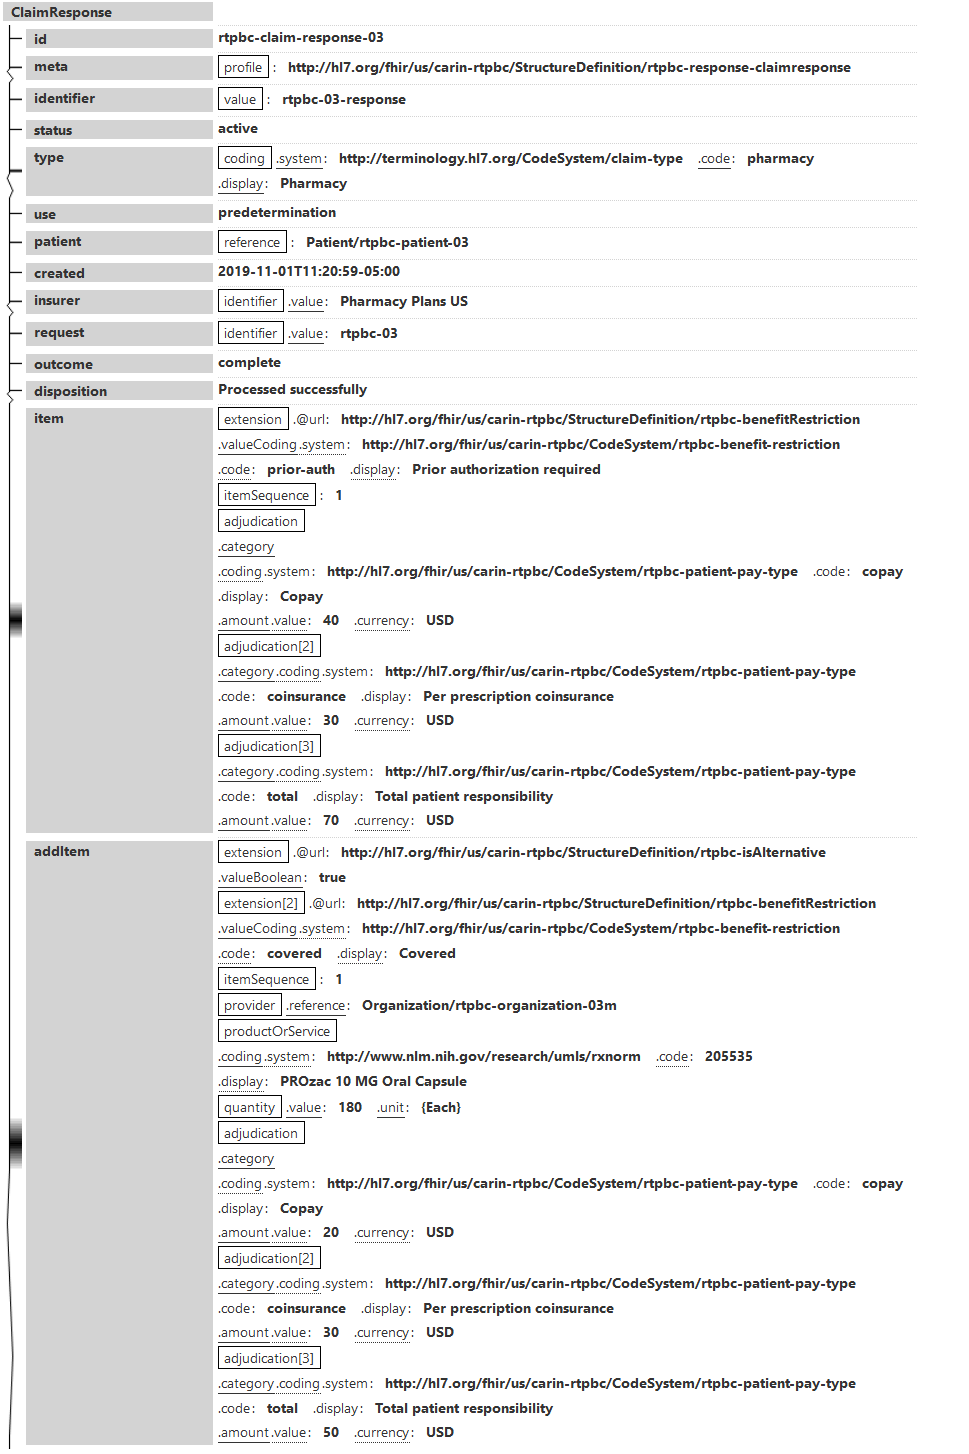 ClaimResponse
id rtpbc-claim-response-03
meta profile : http://hl7.org/fhir/us/carin-rtpbc/StructureDefinition/rtpbc-response-claimresponse
identifier value : rtpbc-03-response
status active
type coding .system: http://terminology.hl7.org/CodeSystem/claim-type .code: pharmacy
.display: Pharmacy
use predetermination
patient reference : Patient/rtpbc-patient-03
created 2019-11-01T11:20:59-05:00
insurer identifier .value: Pharmacy Plans US
request identifier .value: rtpbc-03
outcome complete
disposition Processed successfully
item extension .@url: http://hl7.org/fhir/us/carin-rtpbc/StructureDefinition/rtpbc-benefitRestriction
.valueCoding.system: http://hl7.org/fhir/us/carin-rtpbc/CodeSystem/rtpbc-benefit-restriction
.code: prior-auth .display: Prior authorization required
itemSequence : 1
adjudication
.category
.coding.system: http://hl7.org/fhir/us/carin-rtpbc/CodeSystem/rtpbc-patient-pay-type .code: copay
.display: Copay
.amount.value: 40 .currency: USD
adjudication[2]
.category.coding.system: http://hl7.org/fhir/us/carin-rtpbc/CodeSystem/rtpbc-patient-pay-type
.code: coinsurance .display: Per prescription coinsurance
.amount.value: 30 .currency: USD
adjudication[3]
.category.coding.system: http://hl7.org/fhir/us/carin-rtpbc/CodeSystem/rtpbc-patient-pay-type
.code: total .display: Total patient responsibility
.amount.value: 70 .currency: USD
addItem extension .@url: http://hl7.org/fhir/us/carin-rtpbc/StructureDefinition/rtpbc-isAlternative
.valueBoolean: true
extension[2] .@url: http://hl7.org/fhir/us/carin-rtpbc/StructureDefinition/rtpbc-benefitRestriction
.valueCoding.system: http://hl7.org/fhir/us/carin-rtpbc/CodeSystem/rtpbc-benefit-restriction
.code: covered .display: Covered
itemSequence : 1
provider .reference: Organization/rtpbc-organization-03m
productOrService
.coding.system: http://www.nlm.nih.gov/research/umls/rxnorm .code: 205535
.display: PROzac 10 MG Oral Capsule
quantity .value: 180 .unit: {Each}
adjudication
.category
.coding.system: http://hl7.org/fhir/us/carin-rtpbc/CodeSystem/rtpbc-patient-pay-type .code: copay
.display: Copay
.amount.value: 20 .currency: USD
adjudication[2]
.category.coding.system: http://hl7.org/fhir/us/carin-rtpbc/CodeSystem/rtpbc-patient-pay-type
.code: coinsurance .display: Per prescription coinsurance
.amount.value: 30 .currency: USD
adjudication[3]
.category.coding.system: http://hl7.org/fhir/us/carin-rtpbc/CodeSystem/rtpbc-patient-pay-type
.code: total .display: Total patient responsibility
.amount.value: 50 .currency: USD